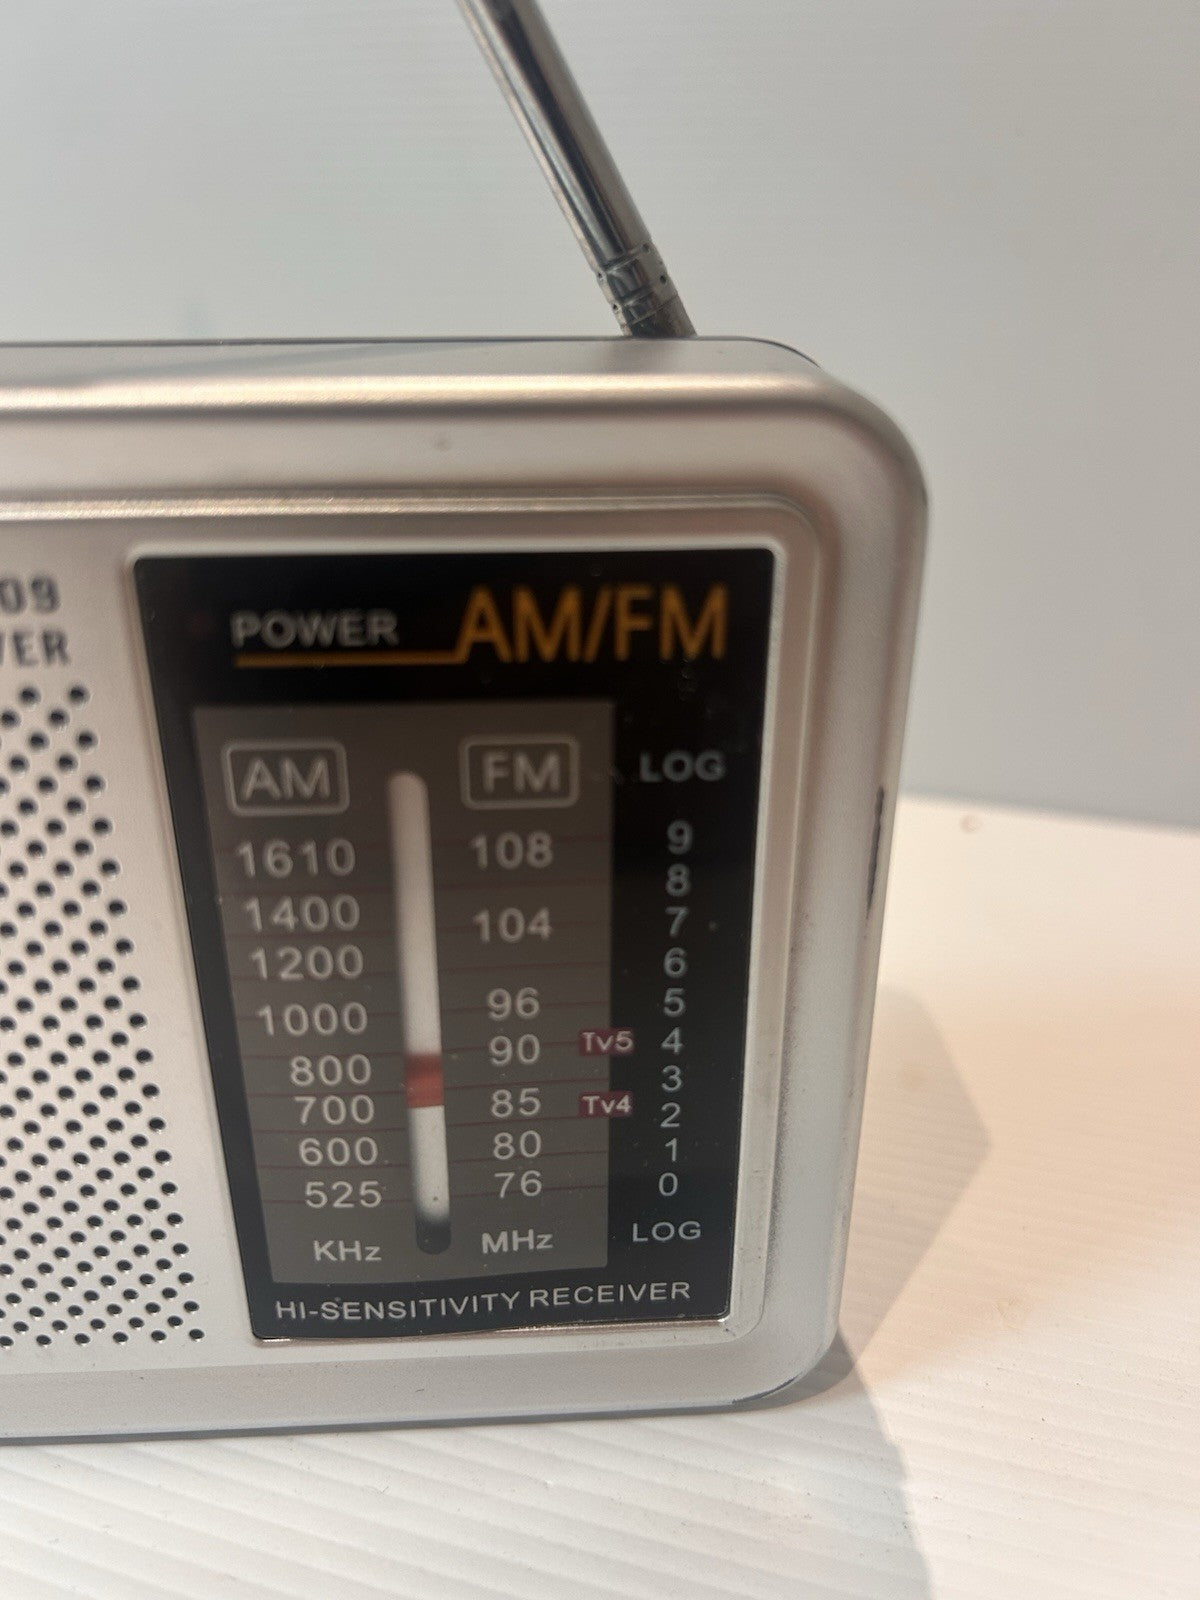 09
VER
POWER AM/FM
AM FM LOG
1610 108 9
8
1400 104 7
1200 6
1000 96 5
90 Tv5 4
800 3
700 85 Tv4 2
600 80 1
525 76 0
KHz MHz LOG
HI-SENSITIVITY RECEIVER